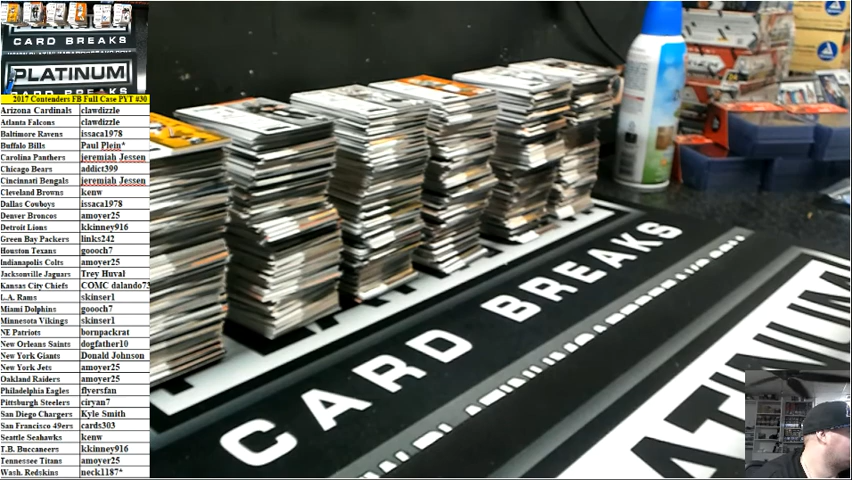 CARD BREAKS
PLATINUM
CARD BREAKS
2017 Contenders FB Full Case PYT #30
Arizona Cardinals clawdizzle
Atlanta Falcons clawdizzle
Baltimore Ravens issaca1978
Buffalo Bills Paul Plein*
Carolina Panthers jeremiah Jessen
Chicago Bears addict399
Cincinnati Bengals jeremiah Jessen
Cleveland Browns kenw
Dallas Cowboys issaca1978
Denver Broncos amoyer25
Detroit Lions kkinney916
Green Bay Packers links242
Houston Texans goooch7
Indianapolis Colts amoyer25
Jacksonville Jaguars Trey Huval
Kansas City Chiefs COMC dalando73
L.A. Rams skinser1
Miami Dolphins goooch7
Minnesota Vikings skinser1
NE Patriots bornpackrat
New Orleans Saints dogfather10
New York Giants Donald Johnson
New York Jets amoyer25
Oakland Raiders amoyer25
Philadelphia Eagles flyersfan
Pittsburgh Steelers ciryan7
San Diego Chargers Kyle Smith
San Francisco 49ers cards303
Seattle Seahawks kenw
T.B. Buccaneers kkinney916
Tennessee Titans amoyer25
Wash. Redskins neck1187*
CARD BREAKS
ATINUM